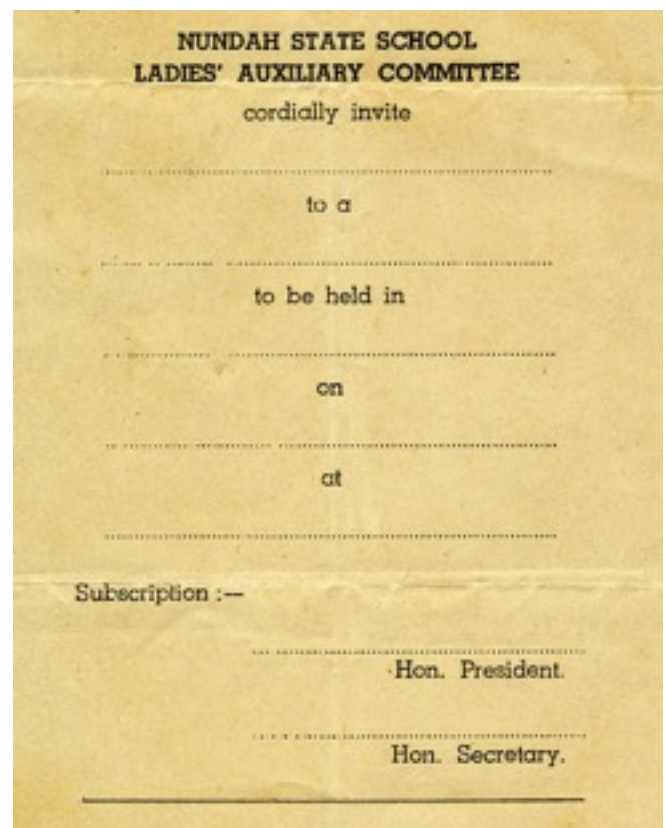 NUNDAH STATE SCHOOL
LADIES' AUXILIARY COMMITTEE
cordially invite
to a
to be held in
on
at
Subscription :—
Hon. President.
Hon. Secretary.